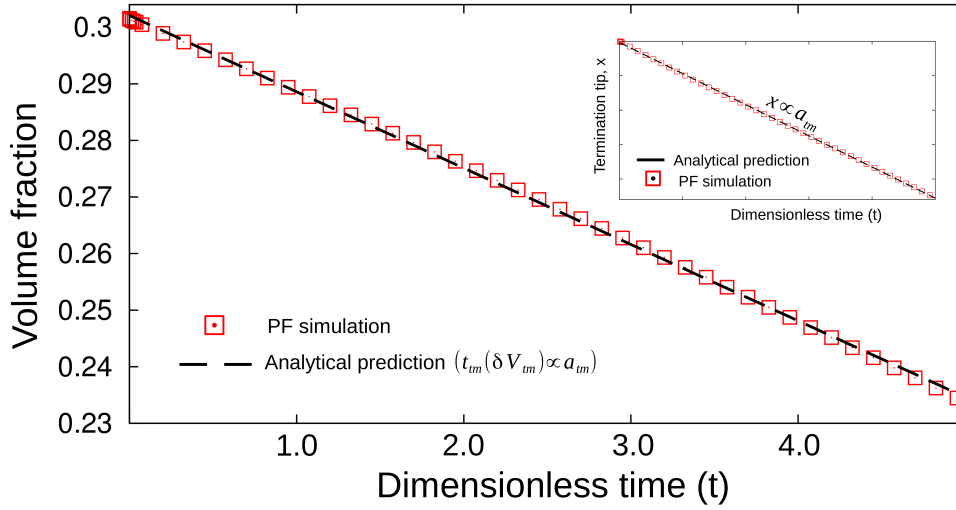 Volume fraction
0.3
0.29
0.28
0.27
0.26
0.25
0.24
0.23
1.0
2.0
3.0
4.0
Dimensionless time (t)
PF simulation
Analytical prediction (t_tm(δV_tm)∝a_tm)
Termination tip, x
x∝a_tm
Analytical prediction
PF simulation
Dimensionless time (t)